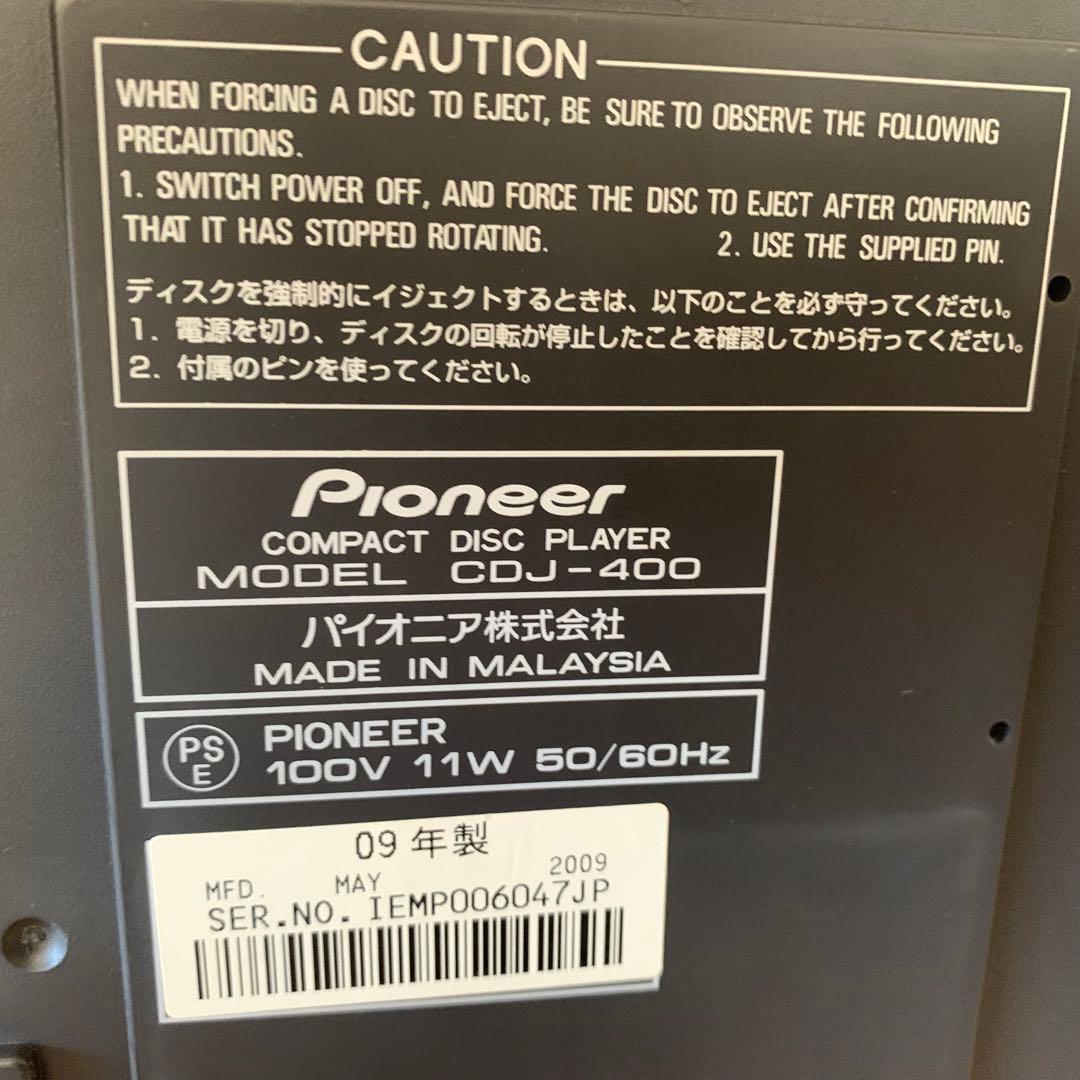 CAUTION
WHEN FORCING A DISC TO EJECT, BE SURE TO OBSERVE THE FOLLOWING
PRECAUTIONS.
1. SWITCH POWER OFF, AND FORCE THE DISC TO EJECT AFTER CONFIRMING
THAT IT HAS STOPPED ROTATING. 2. USE THE SUPPLIED PIN.
ディスクを強制的にイジェクトするときは、以下のことを必ず守ってください。
1. 電源を切り、ディスクの回転が停止したことを確認してから行ってください。
2. 付属のピンを使ってください。
Pioneer
COMPACT DISC PLAYER
MODEL CDJ-400
パイオニア株式会社
MADE IN MALAYSIA
PS
E
PIONEER
100V 11W 50/60Hz
09年製
MFD. MAY 2009
SER.NO. IEMP006047JP